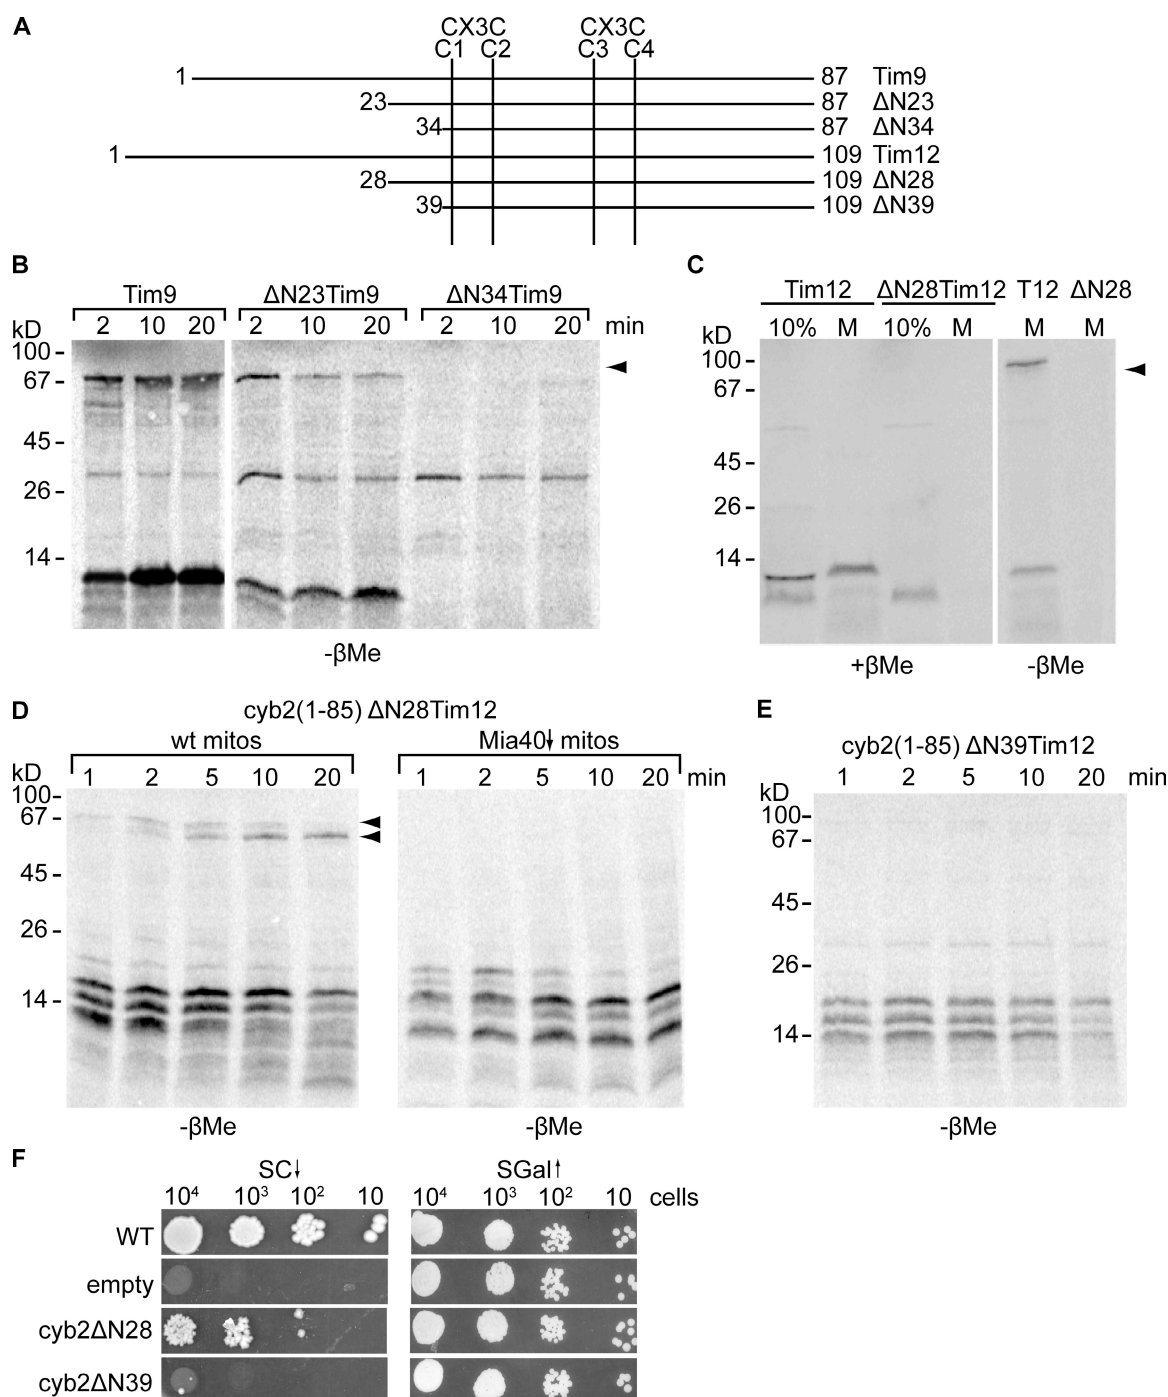 A
CX3C CX3C
C1 C2 C3 C4
1 87 Tim9
23 87 ΔN23
34 87 ΔN34
1 109 Tim12
28 109 ΔN28
39 109 ΔN39
B
Tim9 ΔN23Tim9 ΔN34Tim9
kD 2 10 20 2 10 20 2 10 20 min
100
67
45
26
14
-βMe
C
Tim12 ΔN28Tim12 T12 ΔN28
kD 10% M 10% M M M
100
67
45
26
14
+βMe -βMe
D
cyb2(1-85) ΔN28Tim12
wt mitos Mia40↓ mitos
kD 1 2 5 10 20 1 2 5 10 20 min
100
67
45
26
14
-βMe -βMe
E
cyb2(1-85) ΔN39Tim12
1 2 5 10 20 min
kD
100
67
45
26
14
-βMe
F
SC↓ SGal↑
10⁴ 10³ 10² 10 10⁴ 10³ 10² 10 cells
WT
empty
cyb2ΔN28
cyb2ΔN39